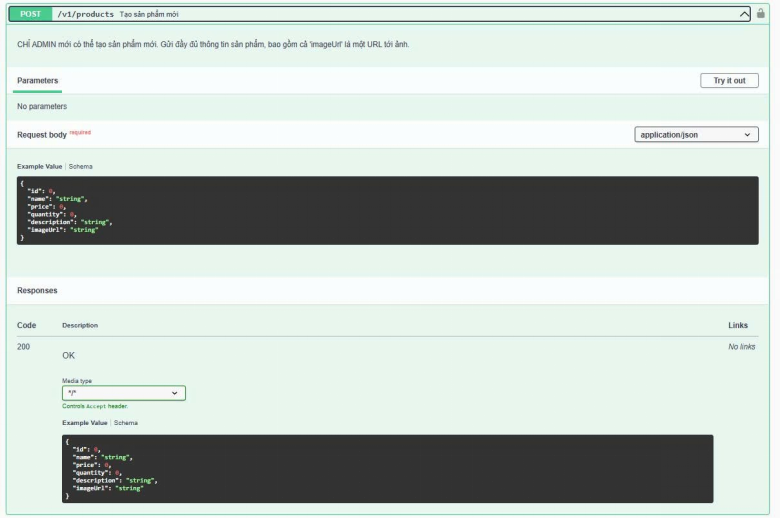 POST /v1/products Tạo sản phẩm mới
CHỈ ADMIN mới có thể tạo sản phẩm mới. Gửi đầy đủ thông tin sản phẩm, bao gồm cả 'imageUrl' là một URL tới ảnh.
Parameters
Try it out
No parameters
Request body required
application/json
Example Value | Schema
{
"id": 0,
"name": "string",
"price": 0,
"quantity": 0,
"description": "string",
"imageUrl": "string"
}
Responses
Code Description Links
200 No links
OK
Media type
*/*
Controls Accept header.
Example Value | Schema
{
"id": 0,
"name": "string",
"price": 0,
"quantity": 0,
"description": "string",
"imageUrl": "string"
}